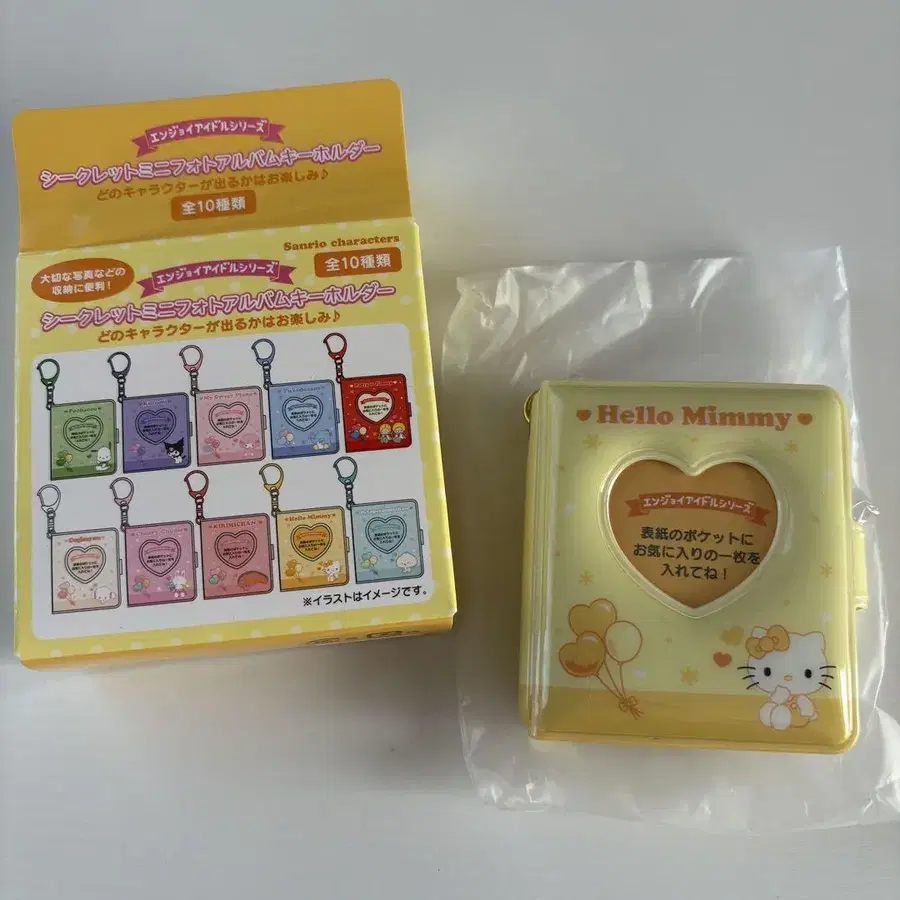 エンジョイアイドルシリーズ
シークレットミニフォトアルバムキーホルダー
どのキャラクターが出るかはお楽しみ♪
全10種類
Sanrio characters
大切な写真などの
収納に便利!
エンジョイアイドルシリーズ
全10種類
シークレットミニフォトアルバムキーホルダー
どのキャラクターが出るかはお楽しみ♪
KIRIMICHAN
Hello Mimmy
※イラストはイメージです。
Hello Mimmy
エンジョイアイドルシリーズ
表紙のポケットに
お気に入りの一枚を
入れてね!